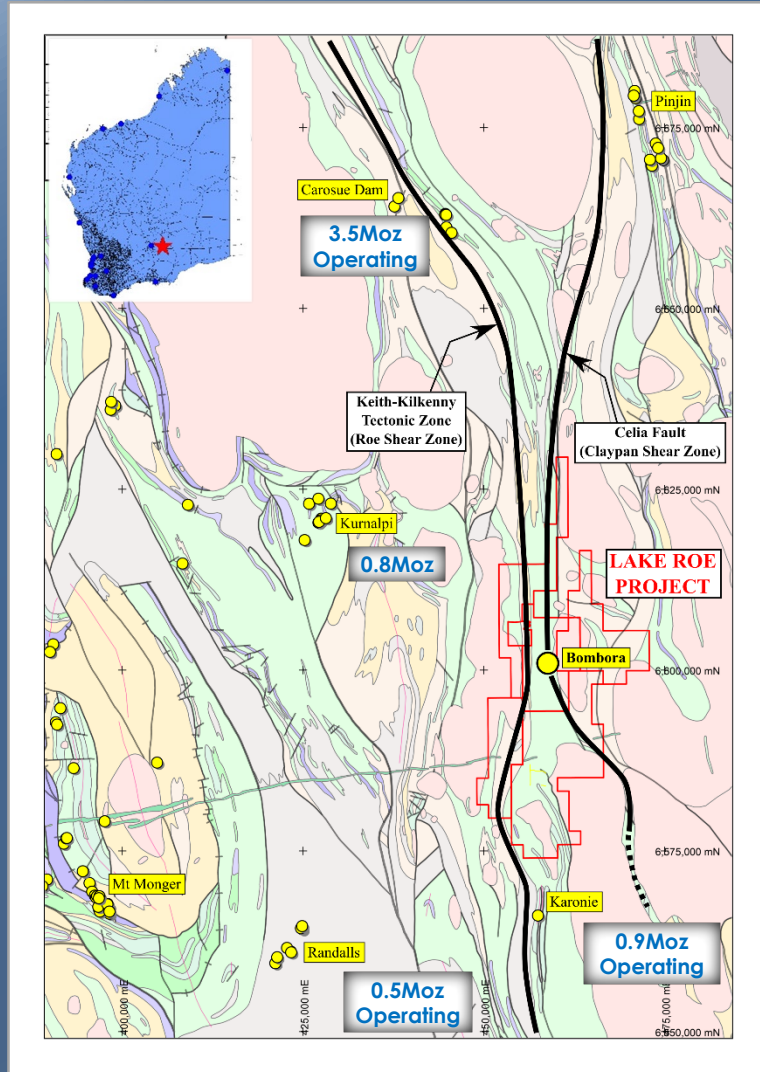 Pinjin
6,675,000 mN
Carosue Dam
3.5Moz
Operating
6,650,000 mN
Keith-Kilkenny
Tectonic Zone
(Roe Shear Zone)
Celia Fault
(Claypan Shear Zone)
6,625,000 mN
Kurnalpi
0.8Moz
LAKE ROE
PROJECT
Bombora
6,600,000 mN
6,575,000 mN
Mt Monger
Karonie
Randalls
0.9Moz
Operating
0.5Moz
Operating
400,000 mE
425,000 mE
450,000 mE
475,000 mE
6,550,000 mN